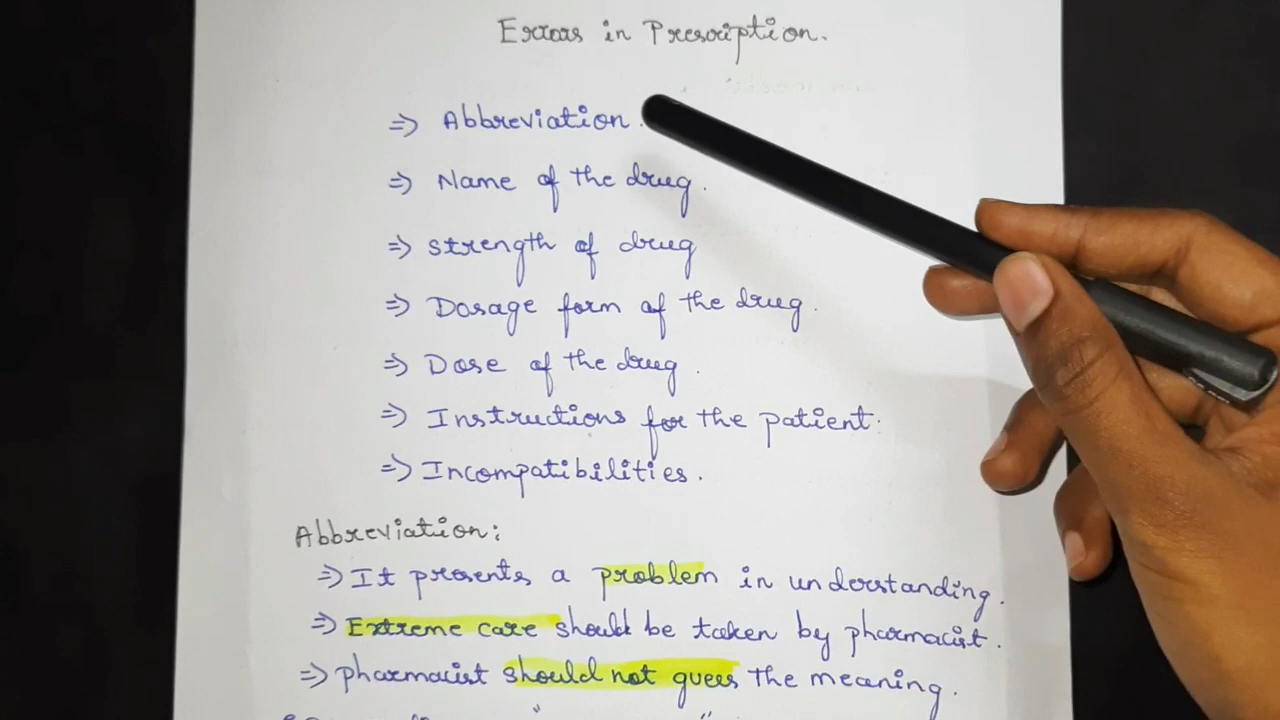 Errors in Prescription.
⇒ Abbreviation.
⇒ Name of the drug.
⇒ strength of drug
⇒ Dosage form of the drug.
⇒ Dose of the drug.
⇒ Instructions for the patient.
⇒ Incompatibilities.
Abbreviation:
⇒ It presents a problem in understanding.
⇒ Extreme care should be taken by pharmacist.
⇒ pharmacist should not guess the meaning.